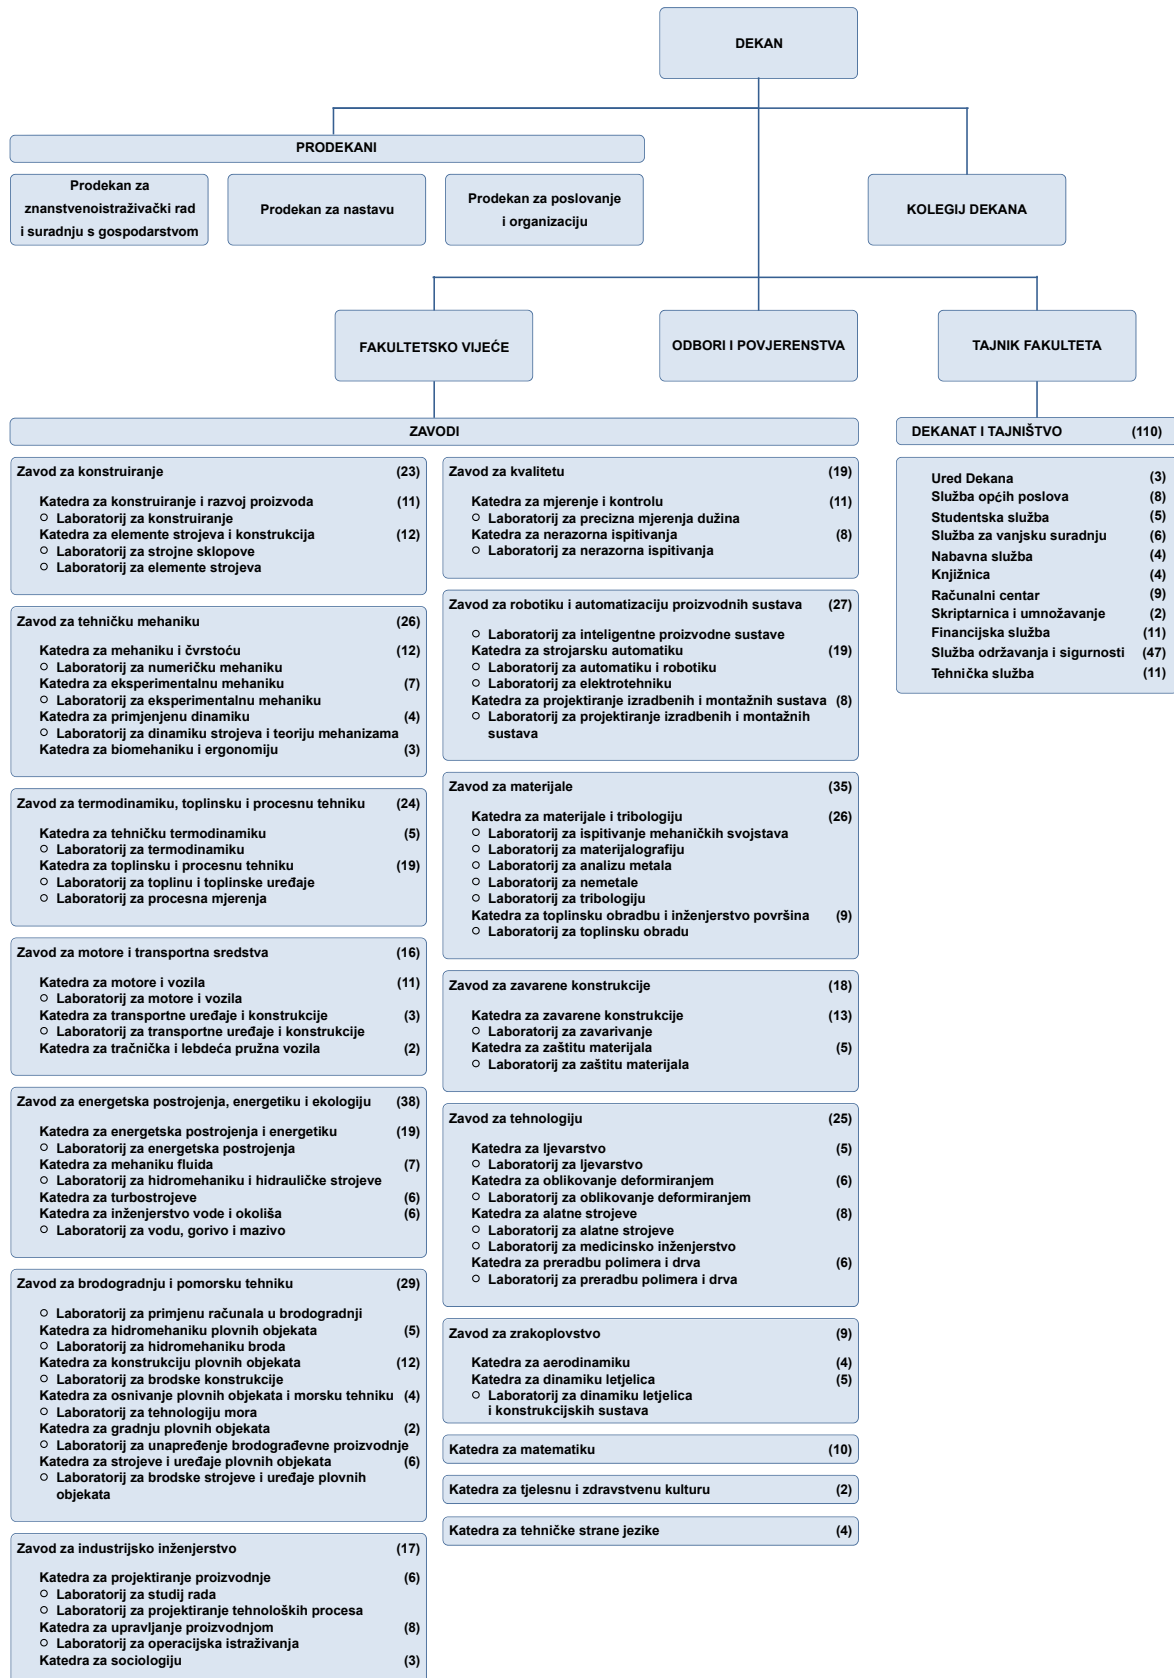 DEKAN
PRODEKANI
Prodekan za
znanstvenoistraživački rad
i suradnju s gospodarstvom
Prodekan za nastavu
Prodekan za poslovanje
i organizaciju
KOLEGIJ DEKANA
FAKULTETSKO VIJEĆE
ODBORI I POVJERENSTVA
TAJNIK FAKULTETA
ZAVODI
Zavod za konstruiranje (23)
Katedra za konstruiranje i razvoj proizvoda (11)
Laboratorij za konstruiranje
Katedra za elemente strojeva i konstrukcija (12)
Laboratorij za strojne sklopove
Laboratorij za elemente strojeva
Zavod za tehničku mehaniku (26)
Katedra za mehaniku i čvrstoću (12)
Laboratorij za numeričku mehaniku
Katedra za eksperimentalnu mehaniku (7)
Laboratorij za eksperimentalnu mehaniku
Katedra za primjenjenu dinamiku (4)
Laboratorij za dinamiku strojeva i teoriju mehanizama
Katedra za biomehaniku i ergonomiju (3)
Zavod za termodinamiku, toplinsku i procesnu tehniku (24)
Katedra za tehničku termodinamiku (5)
Laboratorij za termodinamiku
Katedra za toplinsku i procesnu tehniku (19)
Laboratorij za toplinu i toplinske uređaje
Laboratorij za procesna mjerenja
Zavod za motore i transportna sredstva (16)
Katedra za motore i vozila (11)
Laboratorij za motore i vozila
Katedra za transportne uređaje i konstrukcije (3)
Laboratorij za transportne uređaje i konstrukcije
Katedra za tračnička i lebdeća pružna vozila (2)
Zavod za energetska postrojenja, energetiku i ekologiju (38)
Katedra za energetska postrojenja i energetiku (19)
Laboratorij za energetska postrojenja
Katedra za mehaniku fluida (7)
Laboratorij za hidromehaniku i hidrauličke strojeve
Katedra za turbostrojeve (6)
Katedra za inženjerstvo vode i okoliša (6)
Laboratorij za vodu, gorivo i mazivo
Zavod za brodogradnju i pomorsku tehniku (29)
Laboratorij za primjenu računala u brodogradnji
Katedra za hidromehaniku plovnih objekata (5)
Laboratorij za hidromehaniku broda
Katedra za konstrukciju plovnih objekata (12)
Laboratorij za brodske konstrukcije
Katedra za osnivanje plovnih objekata i morsku tehniku (4)
Laboratorij za tehnologiju mora
Katedra za gradnju plovnih objekata (2)
Laboratorij za unapređenje brodograđevne proizvodnje
Katedra za strojeve i uređaje plovnih objekata (6)
Laboratorij za brodske strojeve i uređaje plovnih
objekata
Zavod za industrijsko inženjerstvo (17)
Katedra za projektiranje proizvodnje (6)
Laboratorij za studij rada
Laboratorij za projektiranje tehnoloških procesa
Katedra za upravljanje proizvodnjom (8)
Laboratorij za operacijska istraživanja
Katedra za sociologiju (3)
Zavod za kvalitetu (19)
Katedra za mjerenje i kontrolu (11)
Laboratorij za precizna mjerenja dužina
Katedra za nerazorna ispitivanja (8)
Laboratorij za nerazorna ispitivanja
Zavod za robotiku i automatizaciju proizvodnih sustava (27)
Laboratorij za inteligentne proizvodne sustave
Katedra za strojarsku automatiku (19)
Laboratorij za automatiku i robotiku
Laboratorij za elektrotehniku
Katedra za projektiranje izradbenih i montažnih sustava (8)
Laboratorij za projektiranje izradbenih i montažnih
sustava
Zavod za materijale (35)
Katedra za materijale i tribologiju (26)
Laboratorij za ispitivanje mehaničkih svojstava
Laboratorij za materijalografiju
Laboratorij za analizu metala
Laboratorij za nemetale
Laboratorij za tribologiju
Katedra za toplinsku obradbu i inženjerstvo površina (9)
Laboratorij za toplinsku obradu
Zavod za zavarene konstrukcije (18)
Katedra za zavarene konstrukcije (13)
Laboratorij za zavarivanje
Katedra za zaštitu materijala (5)
Laboratorij za zaštitu materijala
Zavod za tehnologiju (25)
Katedra za ljevarstvo (5)
Laboratorij za ljevarstvo
Katedra za oblikovanje deformiranjem (6)
Laboratorij za oblikovanje deformiranjem
Katedra za alatne strojeve (8)
Laboratorij za alatne strojeve
Laboratorij za medicinsko inženjerstvo
Katedra za preradbu polimera i drva (6)
Laboratorij za preradbu polimera i drva
Zavod za zrakoplovstvo (9)
Katedra za aerodinamiku (4)
Katedra za dinamiku letjelica (5)
Laboratorij za dinamiku letjelica
i konstrukcijskih sustava
Katedra za matematiku (10)
Katedra za tjelesnu i zdravstvenu kulturu (2)
Katedra za tehničke strane jezike (4)
DEKANAT I TAJNIŠTVO (110)
Ured Dekana (3)
Služba općih poslova (8)
Studentska služba (5)
Služba za vanjsku suradnju (6)
Nabavna služba (4)
Knjižnica (4)
Računalni centar (9)
Skriptarnica i umnožavanje (2)
Financijska služba (11)
Služba održavanja i sigurnosti (47)
Tehnička služba (11)